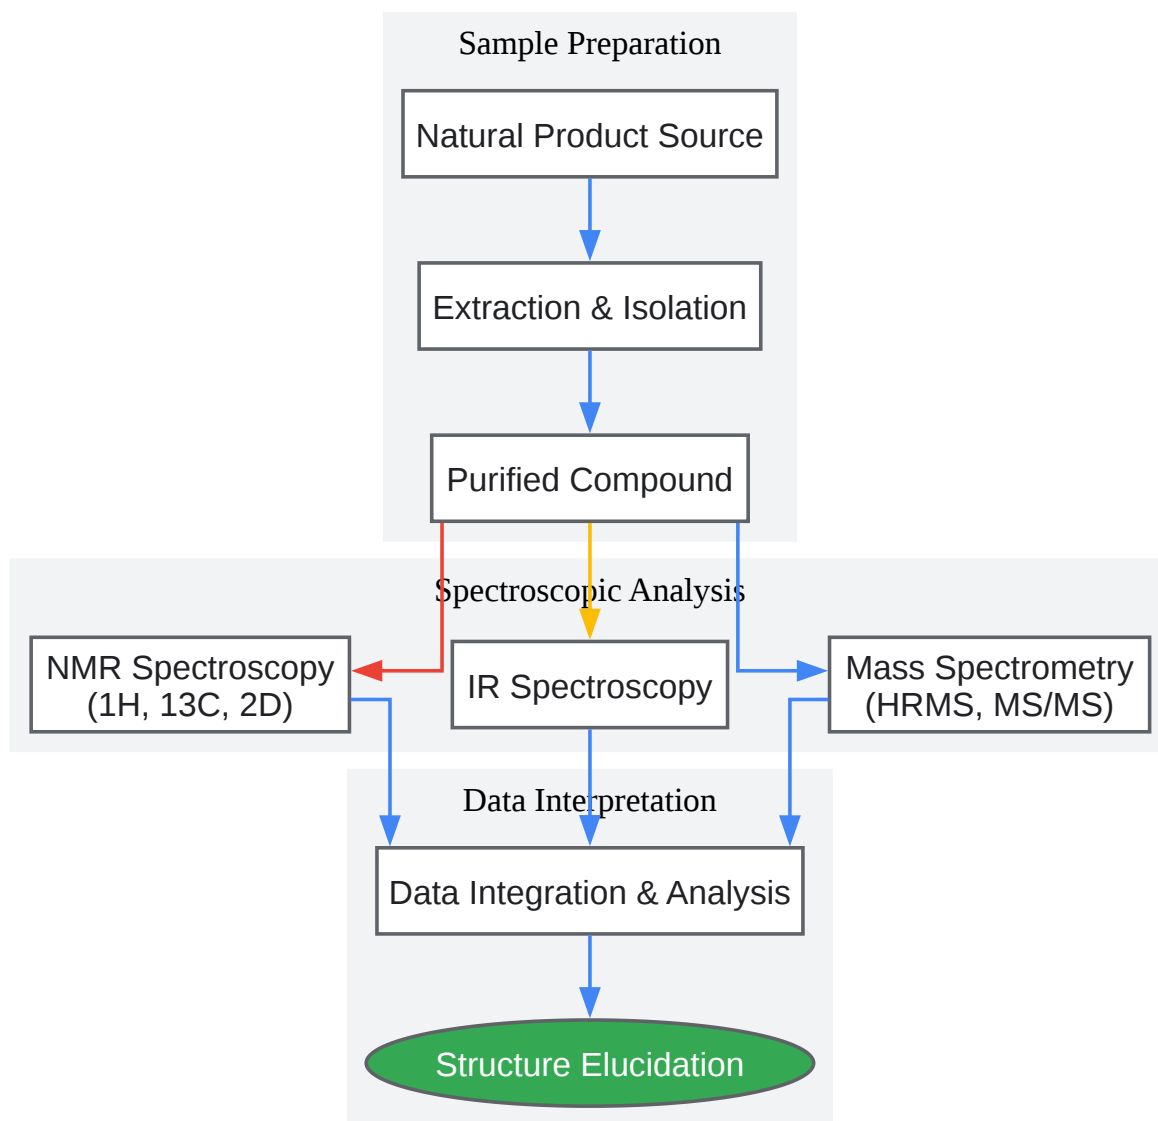 Sample Preparation
Natural Product Source
Extraction & Isolation
Purified Compound
Spectroscopic Analysis
NMR Spectroscopy
(1H, 13C, 2D)
IR Spectroscopy
Mass Spectrometry
(HRMS, MS/MS)
Data Interpretation
Data Integration & Analysis
Structure Elucidation